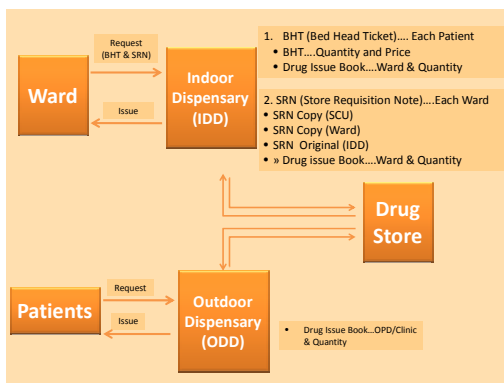 Ward
Request
(BHT & SRN)
Issue
Indoor
Dispensary
(IDD)
1. BHT (Bed Head Ticket).... Each Patient
• BHT....Quantity and Price
• Drug Issue Book....Ward & Quantity
2. SRN (Store Requisition Note)....Each Ward
• SRN Copy (SCU)
• SRN Copy (Ward)
• SRN Original (IDD)
• » Drug issue Book....Ward & Quantity
Drug
Store
Patients
Request
Issue
Outdoor
Dispensary
(ODD)
• Drug Issue Book...OPD/Clinic
& Quantity